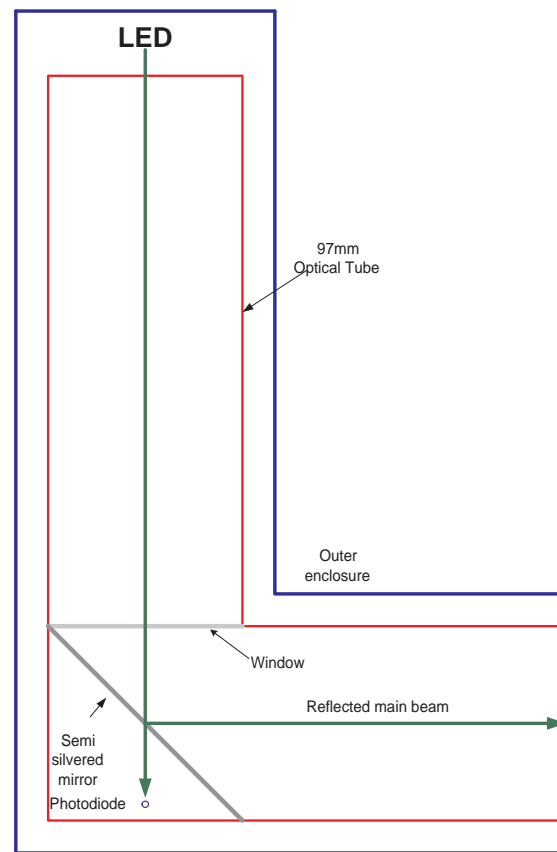 LED
97mm
Optical Tube
Outer
enclosure
Window
Reflected main beam
Semi
silvered
mirror
Photodiode